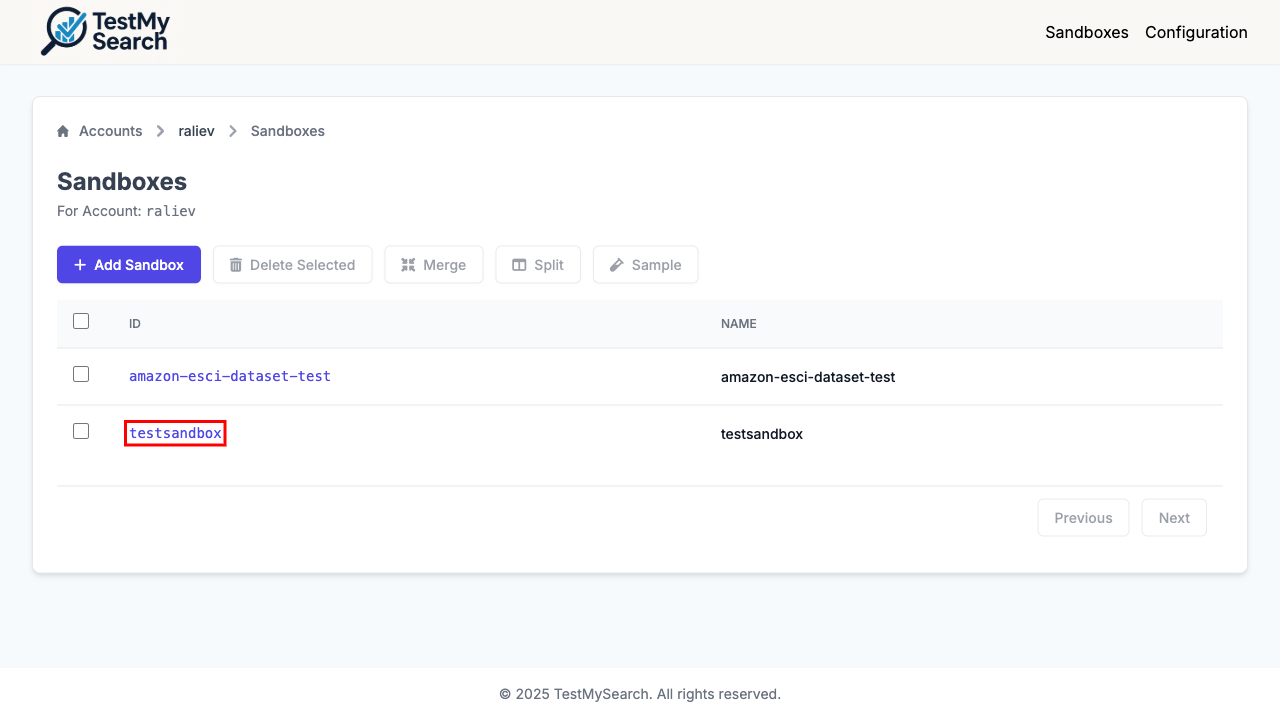 TestMy
Search
Sandboxes Configuration
Accounts raliev Sandboxes
Sandboxes
For Account: raliev
Add Sandbox Delete Selected Merge Split Sample
ID NAME
amazon-esci-dataset-test amazon-esci-dataset-test
testsandbox testsandbox
Previous Next
© 2025 TestMySearch. All rights reserved.